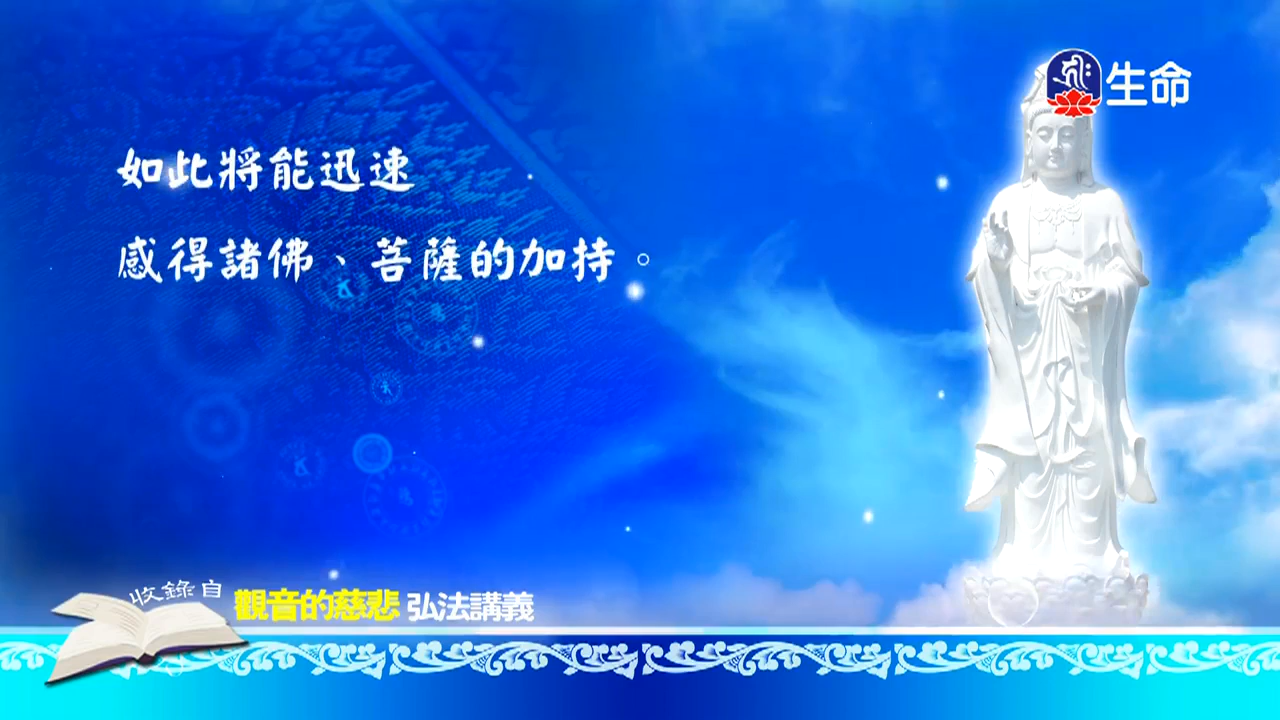 生命
如此將能迅速
感得諸佛、菩薩的加持。
收錄自 觀音的慈悲 弘法講義